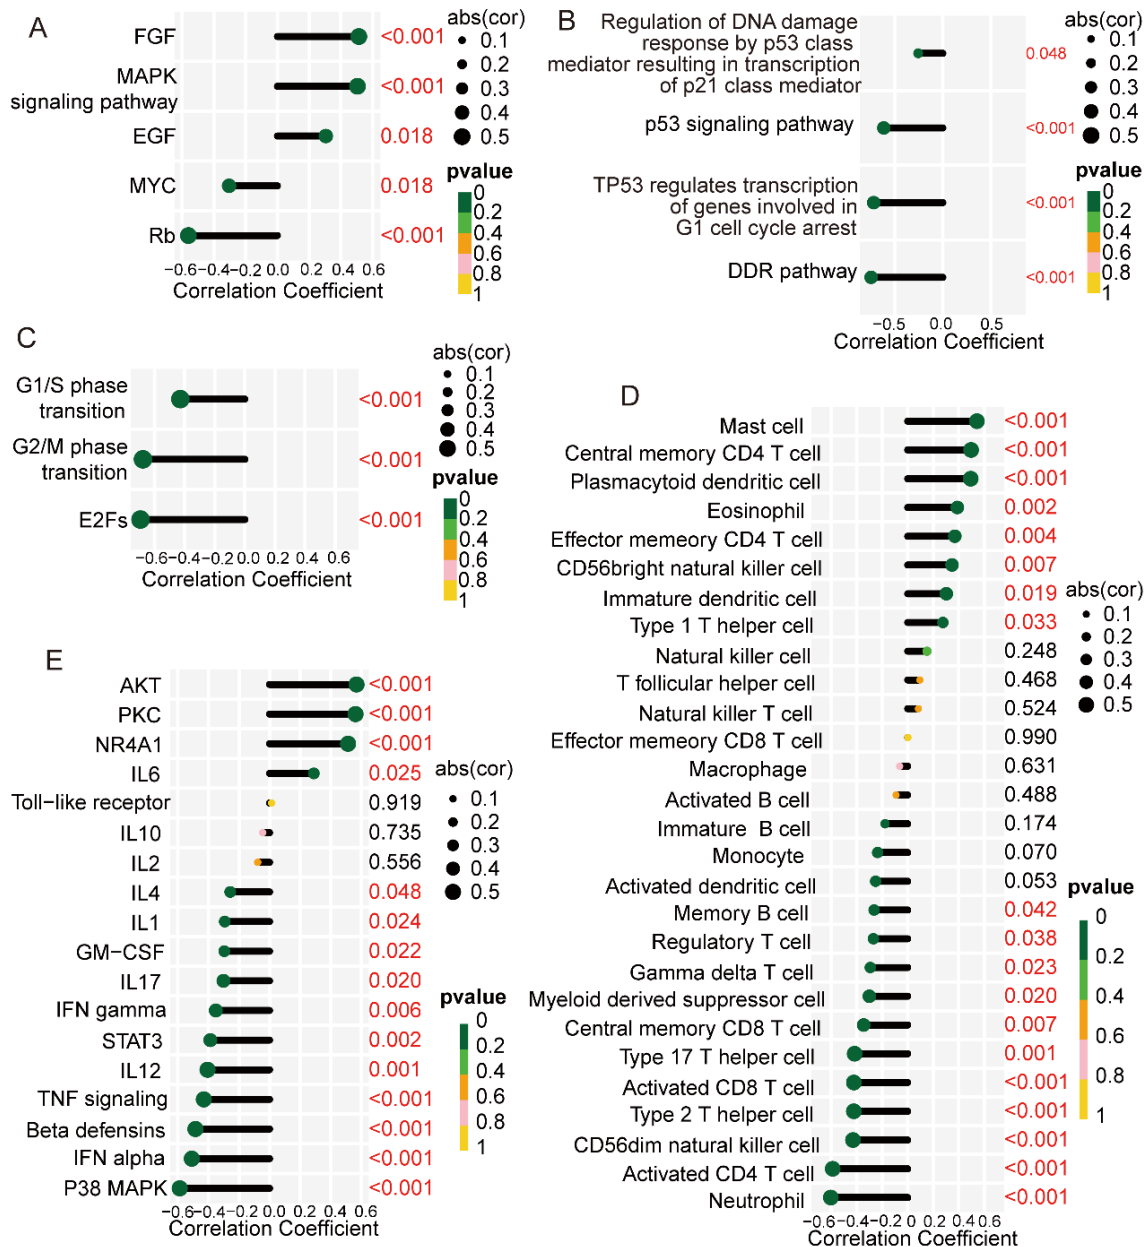 A
FGF
<0.001
MAPK
signaling pathway
<0.001
EGF
0.018
MYC
0.018
Rb
<0.001
−0.6 −0.4 −0.2 0.0 0.2 0.4 0.6
Correlation Coefficient
abs(cor)
0.1
0.2
0.3
0.4
0.5
pvalue
0
0.2
0.4
0.6
0.8
1
B
Regulation of DNA damage
response by p53 class
mediator resulting in transcription
of p21 class mediator
0.048
p53 signaling pathway
<0.001
TP53 regulates transcription
of genes involved in
G1 cell cycle arrest
<0.001
DDR pathway
<0.001
−0.5 0.0 0.5
Correlation Coefficient
abs(cor)
0.1
0.2
0.3
0.4
0.5
pvalue
0
0.2
0.4
0.6
0.8
1
C
G1/S phase
transition
<0.001
G2/M phase
transition
<0.001
E2Fs
<0.001
−0.6 −0.4 −0.2 0.0 0.2 0.4 0.6
Correlation Coefficient
abs(cor)
0.1
0.2
0.3
0.4
0.5
pvalue
0
0.2
0.4
0.6
0.8
1
D
Mast cell <0.001
Central memory CD4 T cell <0.001
Plasmacytoid dendritic cell <0.001
Eosinophil 0.002
Effector memeory CD4 T cell 0.004
CD56bright natural killer cell 0.007
Immature dendritic cell 0.019
Type 1 T helper cell 0.033
Natural killer cell 0.248
T follicular helper cell 0.468
Natural killer T cell 0.524
Effector memeory CD8 T cell 0.990
Macrophage 0.631
Activated B cell 0.488
Immature B cell 0.174
Monocyte 0.070
Activated dendritic cell 0.053
Memory B cell 0.042
Regulatory T cell 0.038
Gamma delta T cell 0.023
Myeloid derived suppressor cell 0.020
Central memory CD8 T cell 0.007
Type 17 T helper cell 0.001
Activated CD8 T cell <0.001
Type 2 T helper cell <0.001
CD56dim natural killer cell <0.001
Activated CD4 T cell <0.001
Neutrophil <0.001
−0.6 −0.4 −0.2 0 0.2 0.4 0.6
Correlation Coefficient
abs(cor)
0.1
0.2
0.3
0.4
0.5
pvalue
0
0.2
0.4
0.6
0.8
1
E
AKT <0.001
PKC <0.001
NR4A1 <0.001
IL6 0.025
Toll−like receptor 0.919
IL10 0.735
IL2 0.556
IL4 0.048
IL1 0.024
GM−CSF 0.022
IL17 0.020
IFN gamma 0.006
STAT3 0.002
IL12 0.001
TNF signaling <0.001
Beta defensins <0.001
IFN alpha <0.001
P38 MAPK <0.001
−0.6 −0.4 −0.2 0.0 0.2 0.4 0.6
Correlation Coefficient
abs(cor)
0.1
0.2
0.3
0.4
0.5
pvalue
0
0.2
0.4
0.6
0.8
1